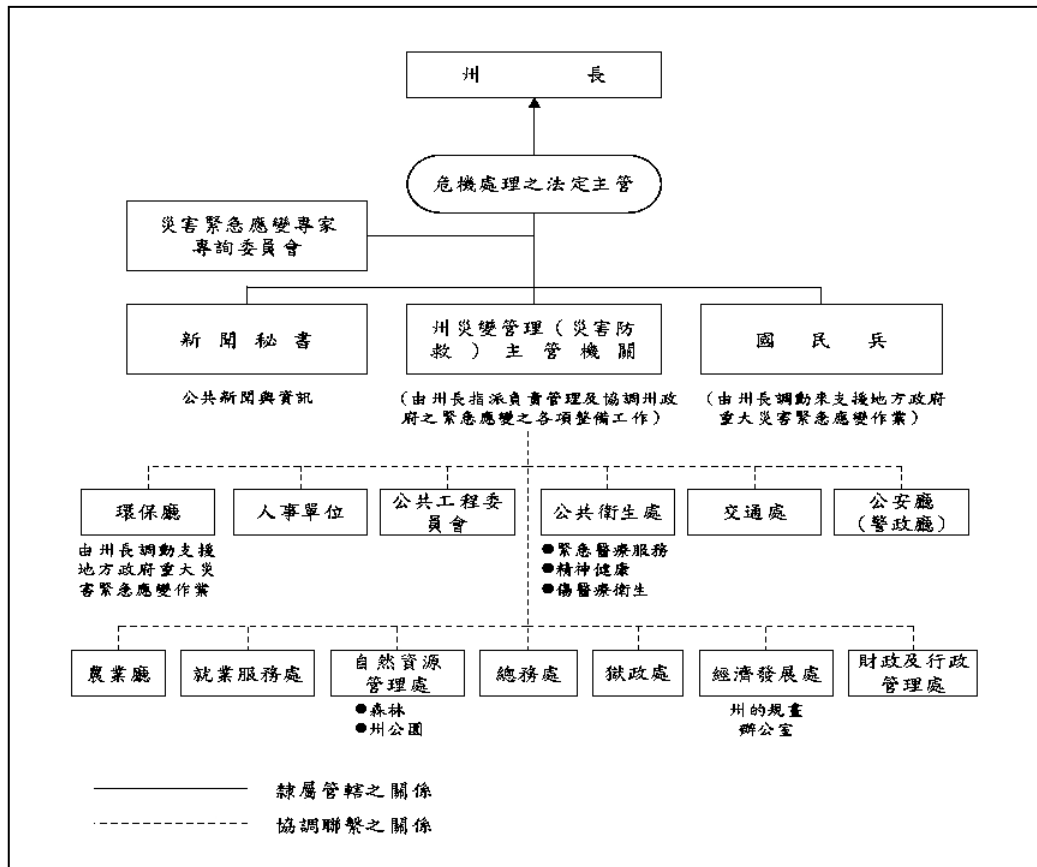 州長
危機處理之法定主管
災害緊急應變專家
專詢委員會
新聞秘書
州災變管理(災害防
救)主管機關
國民兵
公共新聞與資訊
(由州長指派負責管理及協調州政
府之緊急應變之各項整備工作)
(由州長調動來支援地方政府
重大災害緊急應變作業)
環保廳
人事單位
公共工程委
員會
公共衛生處
交通處
公安廳
(警政廳)
由州長調動支援
地方政府重大災
害緊急應變作業
●緊急醫療服務
●精神健康
●傷醫療衛生
農業廳
就業服務處
自然資源
管理處
總務處
獄政處
經濟發展處
財政及行政
管理處
●森林
●州公園
州的規畫
辦公室
隸屬管轄之關係
協調聯繫之關係